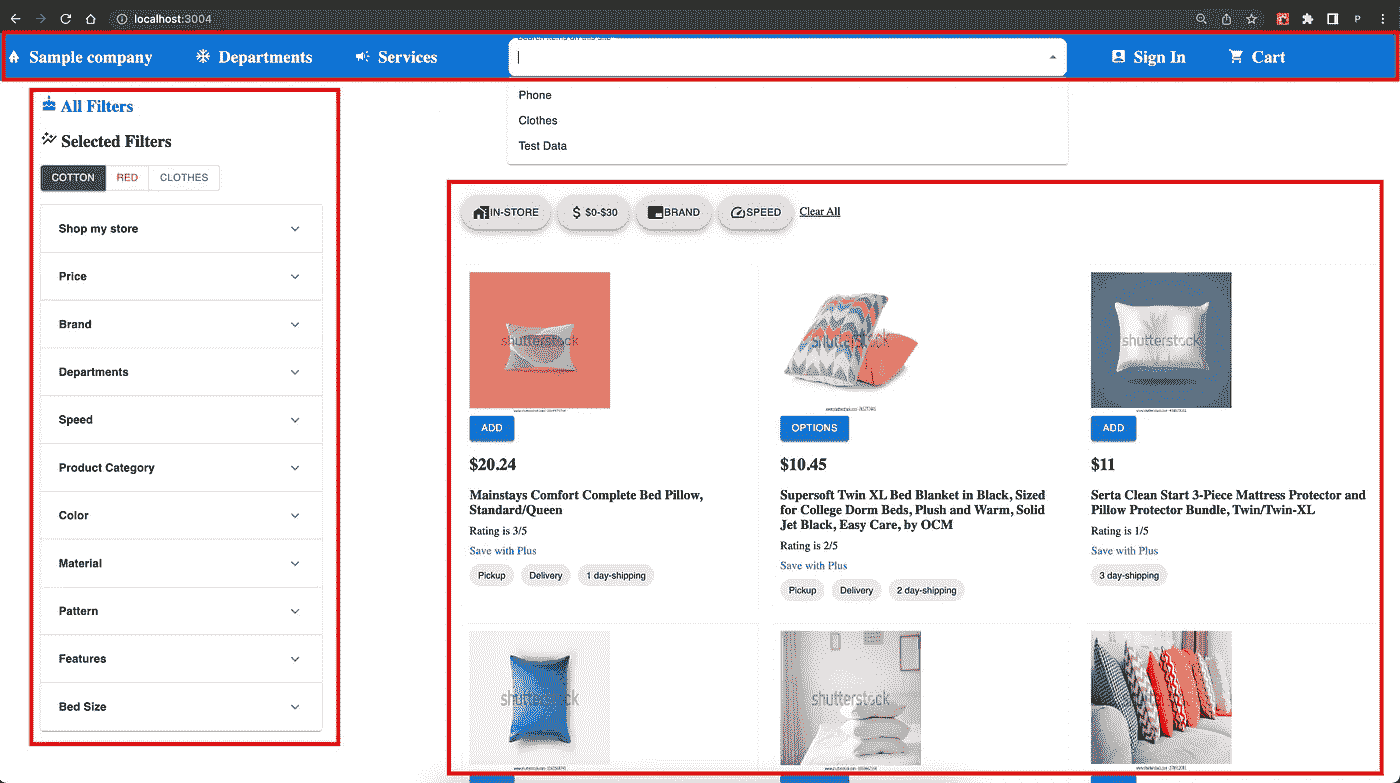 localhost:3004
P
Sample company
Departments
Services
Search items on this site
Sign In
Cart
Phone
Clothes
Test Data
All Filters
Selected Filters
COTTON RED CLOTHES
Shop my store
Price
Brand
Departments
Speed
Product Category
Color
Material
Pattern
Features
Bed Size
IN-STORE $0-$30 BRAND SPEED Clear All
shutterstock
ADD
$20.24
Mainstays Comfort Complete Bed Pillow,
Standard/Queen
Rating is 3/5
Save with Plus
Pickup Delivery 1 day-shipping
shutterstock
OPTIONS
$10.45
Supersoft Twin XL Bed Blanket in Black, Sized
for College Dorm Beds, Plush and Warm, Solid
Jet Black, Easy Care, by OCM
Rating is 2/5
Save with Plus
Pickup Delivery 2 day-shipping
shutterstock
ADD
$11
Serta Clean Start 3-Piece Mattress Protector and
Pillow Protector Bundle, Twin/Twin-XL
Rating is 1/5
Save with Plus
3 day-shipping
shutterstock
shutterstock
shutterstock